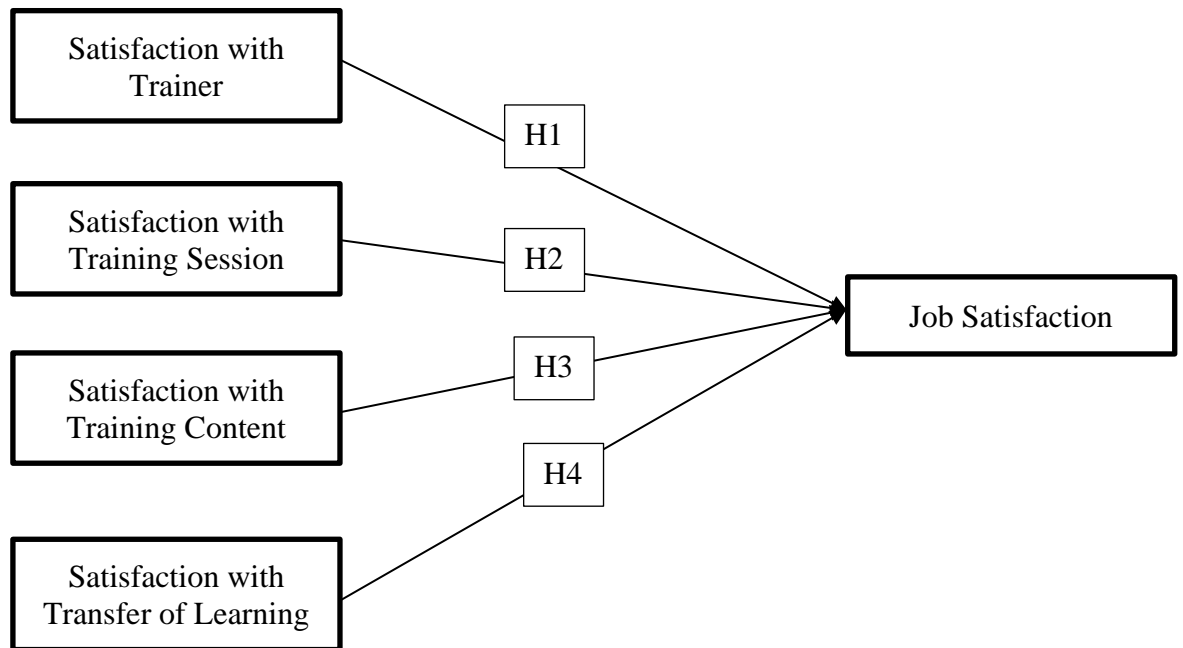 Satisfaction with
Trainer
H1
Satisfaction with
Training Session
H2
Job Satisfaction
Satisfaction with
Training Content
H3
H4
Satisfaction with
Transfer of Learning